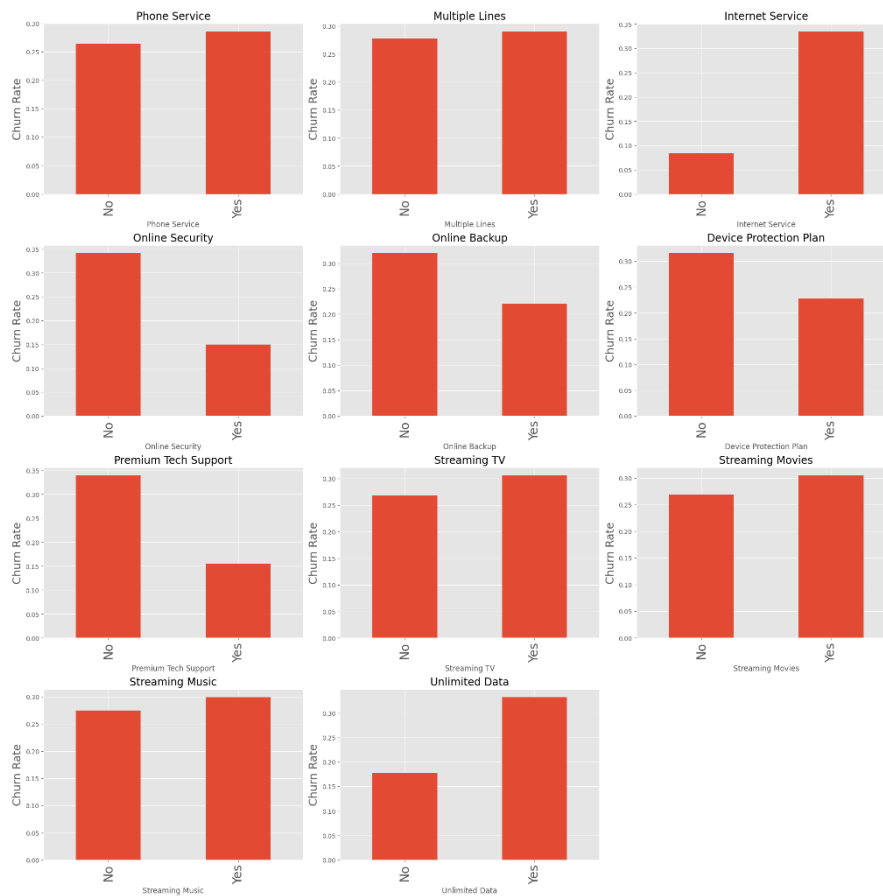 Phone Service
Churn Rate
0.30
0.25
0.20
0.15
0.10
0.05
0.00
No
Yes
Phone Service
Multiple Lines
Churn Rate
0.30
0.25
0.20
0.15
0.10
0.05
0.00
No
Yes
Multiple Lines
Internet Service
Churn Rate
0.35
0.30
0.25
0.20
0.15
0.10
0.05
0.00
No
Yes
Internet Service
Online Security
Churn Rate
0.35
0.30
0.25
0.20
0.15
0.10
0.05
0.00
No
Yes
Online Security
Online Backup
Churn Rate
0.30
0.25
0.20
0.15
0.10
0.05
0.00
No
Yes
Online Backup
Device Protection Plan
Churn Rate
0.30
0.25
0.20
0.15
0.10
0.05
0.00
No
Yes
Device Protection Plan
Premium Tech Support
Churn Rate
0.35
0.30
0.25
0.20
0.15
0.10
0.05
0.00
No
Yes
Premium Tech Support
Streaming TV
Churn Rate
0.30
0.25
0.20
0.15
0.10
0.05
0.00
No
Yes
Streaming TV
Streaming Movies
Churn Rate
0.30
0.25
0.20
0.15
0.10
0.05
0.00
No
Yes
Streaming Movies
Streaming Music
Churn Rate
0.30
0.25
0.20
0.15
0.10
0.05
0.00
No
Yes
Streaming Music
Unlimited Data
Churn Rate
0.30
0.25
0.20
0.15
0.10
0.05
0.00
No
Yes
Unlimited Data